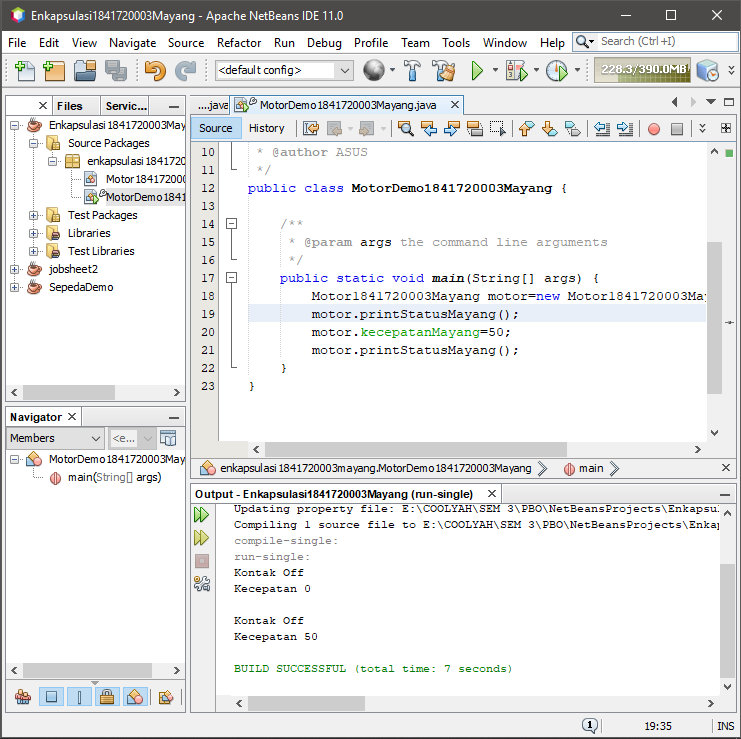 Enkapsulasi1841720003Mayang - Apache NetBeans IDE 11.0
File Edit View Navigate Source Refactor Run Debug Profile Team Tools Window Help Search (Ctrl+I)
<default config> 228.3/390.0MB
Files Servic...
Enkapsulasi1841720003May
Source Packages
enkapsulasi1841720
Motor184172000
MotorDemo1841
Test Packages
Libraries
Test Libraries
jobsheet2
SepedaDemo
....java MotorDemo1841720003Mayang.java
Source History
10 * @author ASUS
11 */
12 public class MotorDemo1841720003Mayang {
13
14 /**
15 * @param args the command line arguments
16 */
17 public static void main(String[] args) {
18 Motor1841720003Mayang motor=new Motor1841720003Ma
19 motor.printStatusMayang();
20 motor.kecepatanMayang=50;
21 motor.printStatusMayang();
22 }
23 }
enkapsulasi1841720003mayang.MotorDemo1841720003Mayang main
Navigator
Members <e...
MotorDemo1841720003May
main(String[] args)
Output - Enkapsulasi1841720003Mayang (run-single)
Updating property file: E:\COOLYAH\SEM 3\PBO\NetBeansProjects\Enkapsul
Compiling 1 source file to E:\COOLYAH\SEM 3\PBO\NetBeansProjects\Enkap
compile-single:
run-single:
Kontak Off
Kecepatan 0
Kontak Off
Kecepatan 50
BUILD SUCCESSFUL (total time: 7 seconds)
1 19:35 INS